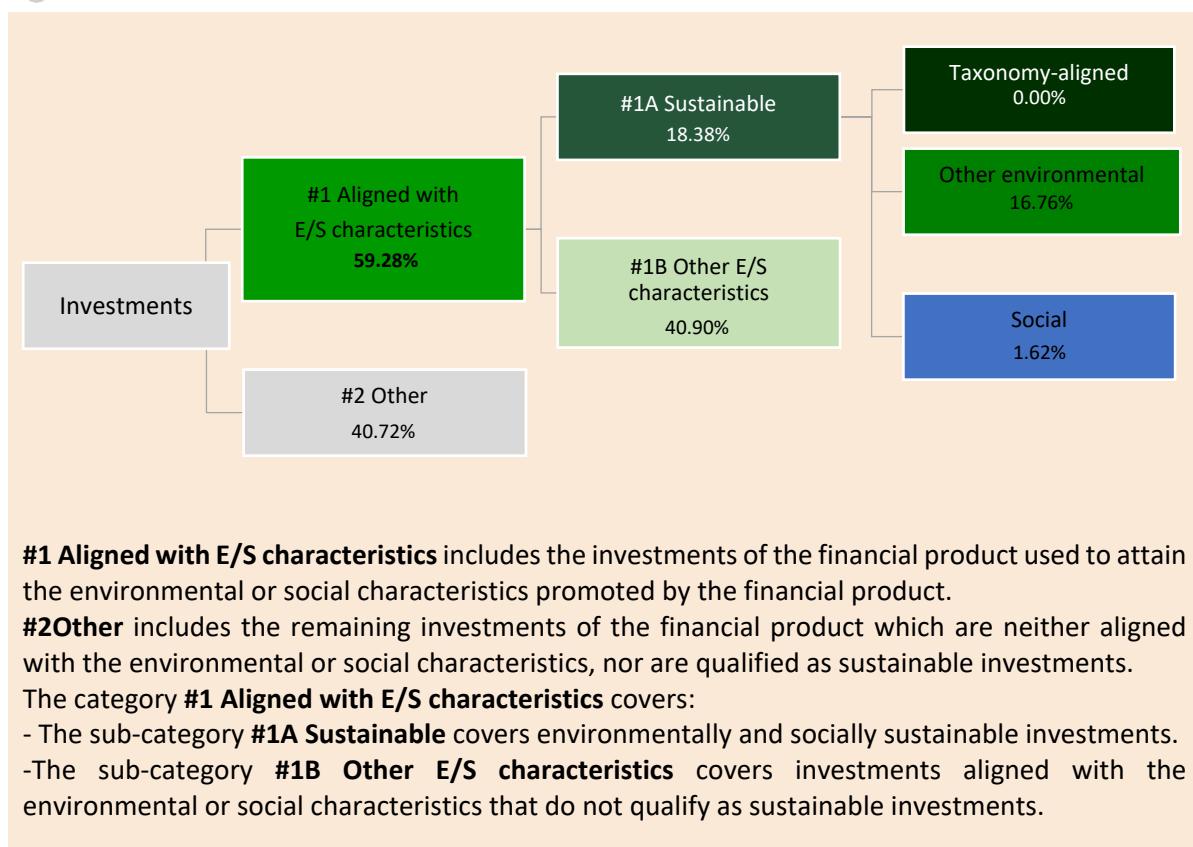 Investments
#1 Aligned with
E/S characteristics
59.28%
#2 Other
40.72%
#1A Sustainable
18.38%
#1B Other E/S
characteristics
40.90%
Taxonomy-aligned
0.00%
Other environmental
16.76%
Social
1.62%
#1 Aligned with E/S characteristics includes the investments of the financial product used to attain
the environmental or social characteristics promoted by the financial product.
#2Other includes the remaining investments of the financial product which are neither aligned
with the environmental or social characteristics, nor are qualified as sustainable investments.
The category #1 Aligned with E/S characteristics covers:
- The sub-category #1A Sustainable covers environmentally and socially sustainable investments.
-The sub-category #1B Other E/S characteristics covers investments aligned with the
environmental or social characteristics that do not qualify as sustainable investments.